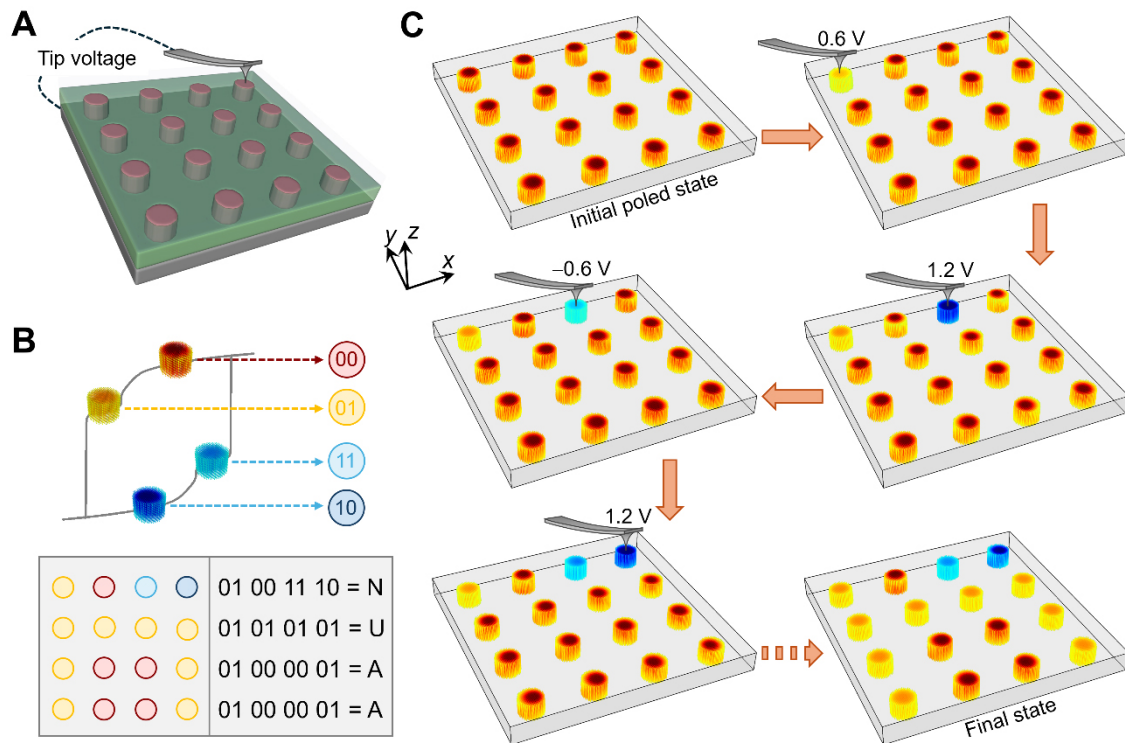 A
Tip voltage
B
00
01
11
10
01 00 11 10 = N
01 01 01 01 = U
01 00 00 01 = A
01 00 00 01 = A
C
Initial poled state
0.6 V
y z x
−0.6 V
1.2 V
1.2 V
Final state